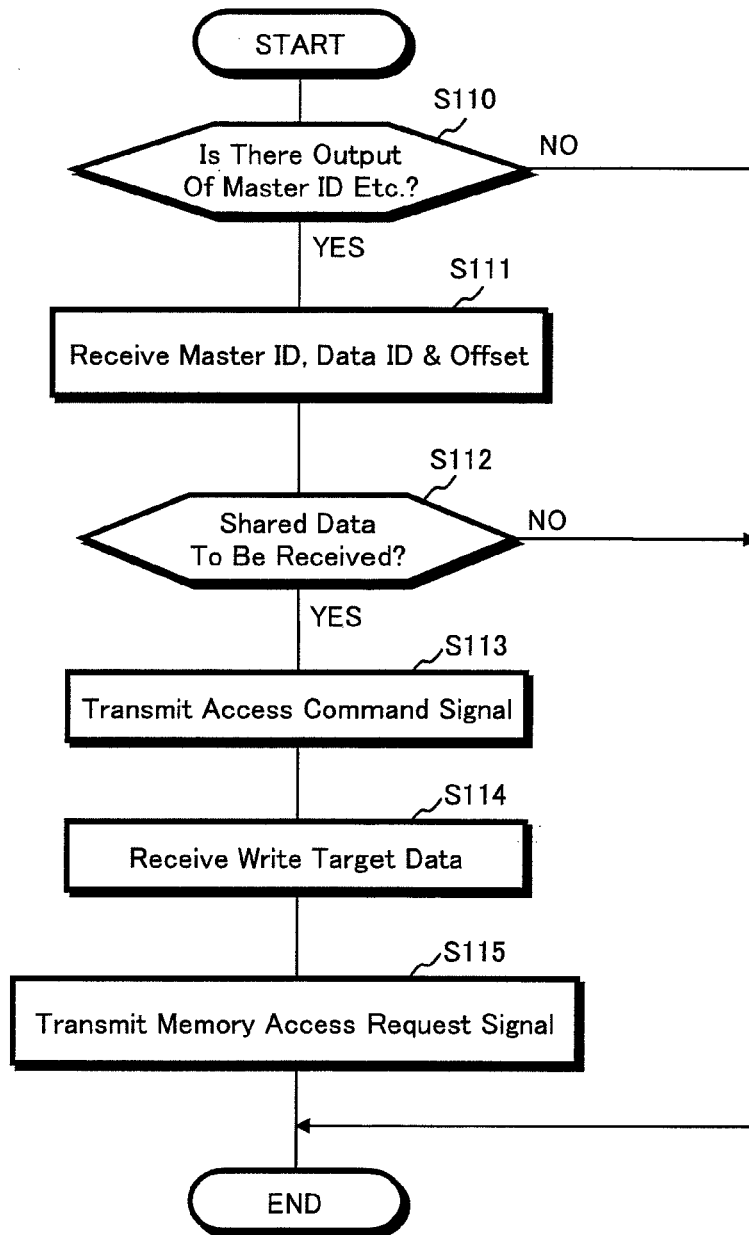 START
S110
Is There Output
Of Master ID Etc.?
NO
YES
S111
Receive Master ID, Data ID & Offset
S112
Shared Data
To Be Received?
NO
YES
S113
Transmit Access Command Signal
S114
Receive Write Target Data
S115
Transmit Memory Access Request Signal
END